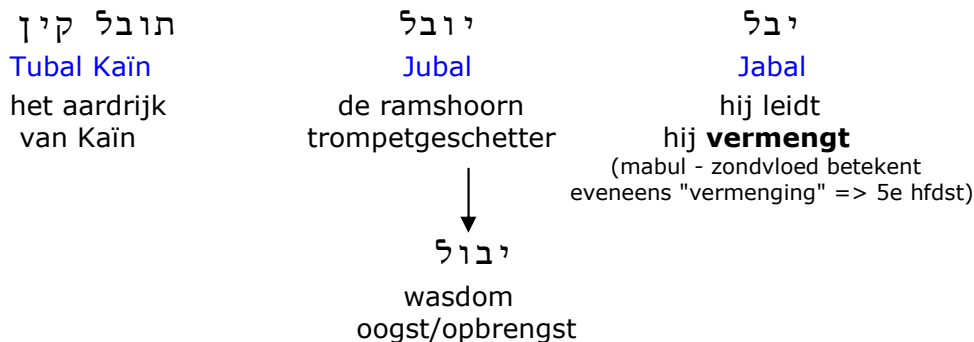 תובל קין
Tubal Kaïn
het aardrijk
van Kaïn
יובל
Jubal
de ramshoorn
trompetgeschetter
יבול
wasdom
oogst/opbrengst
יבל
Jabal
hij leidt
hij vermengt
(mabul - zondvloed betekent
eveneens "vermenging" => 5e hfdst)